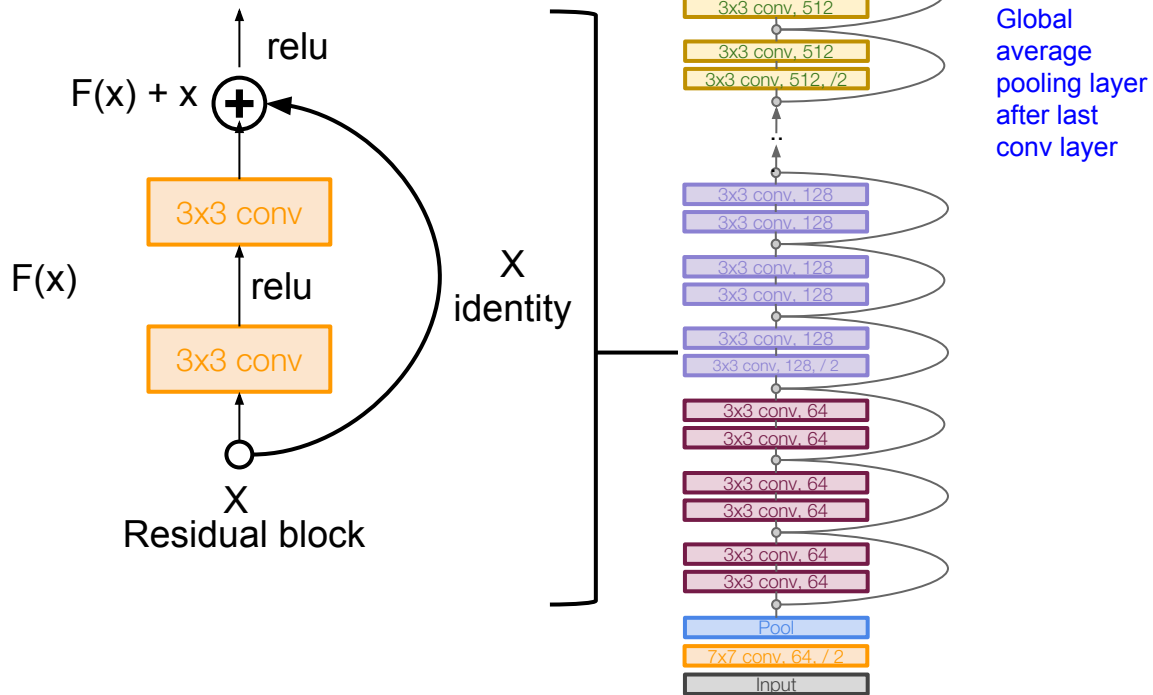 relu
F(x) + x
3x3 conv
F(x)
relu
3x3 conv
X
Residual block
X
identity
3x3 conv, 512
3x3 conv, 512
3x3 conv, 512, /2
..
3x3 conv, 128
3x3 conv, 128
3x3 conv, 128
3x3 conv, 128
3x3 conv, 128
3x3 conv, 128, / 2
3x3 conv, 64
3x3 conv, 64
3x3 conv, 64
3x3 conv, 64
3x3 conv, 64
3x3 conv, 64
Pool
7x7 conv, 64, / 2
Input
Global
average
pooling layer
after last
conv layer